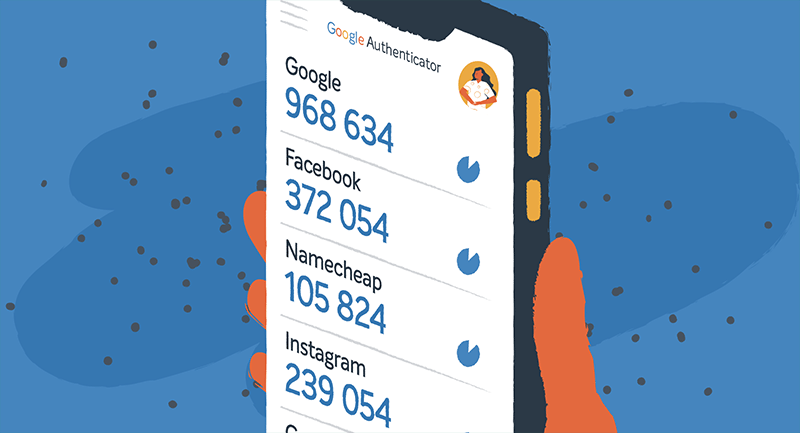 Google Authenticator
Google
968 634
Facebook
372 054
Namecheap
105 824
Instagram
239 054